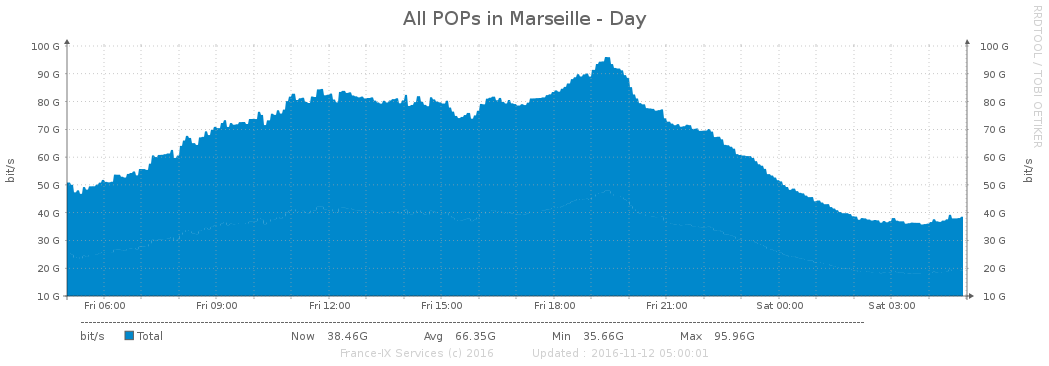 All POPs in Marseille - Day
RRDTOOL / TOBI OETIKER
bit/s
100 G
90 G
80 G
70 G
60 G
50 G
40 G
30 G
20 G
10 G
100 G
90 G
80 G
70 G
60 G
50 G
40 G
30 G
20 G
10 G
bit/s
Fri 06:00 Fri 09:00 Fri 12:00 Fri 15:00 Fri 18:00 Fri 21:00 Sat 00:00 Sat 03:00
bit/s Total Now 38.46G Avg 66.35G Min 35.66G Max 95.96G
France-IX Services (c) 2016 Updated : 2016-11-12 05:00:01